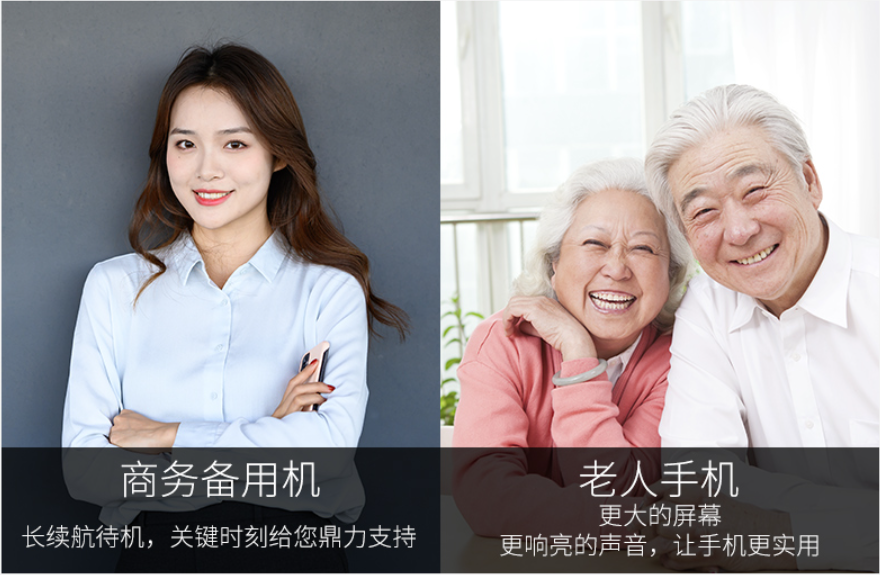 商务备用机
长续航待机，关键时刻给您鼎力支持
老人手机
更大的屏幕
更响亮的声音，让手机更实用